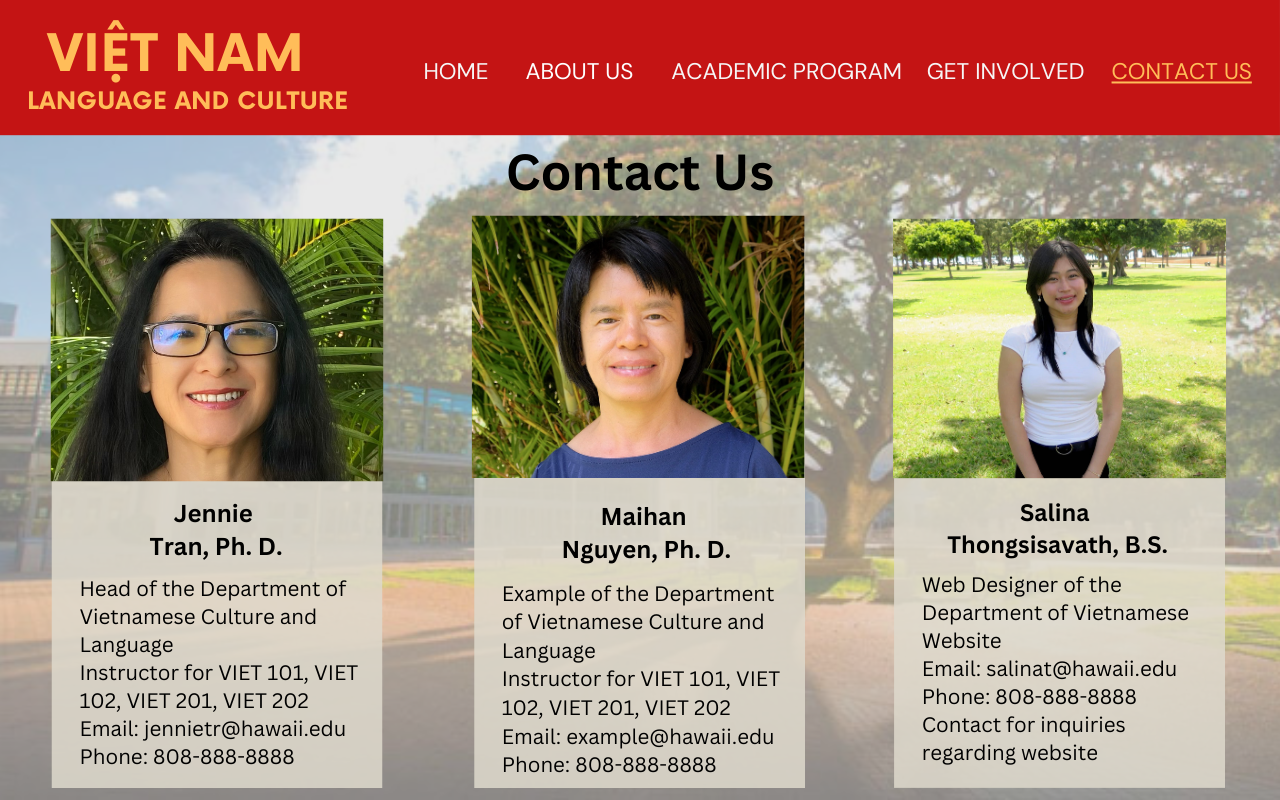 VIỆT NAM
LANGUAGE AND CULTURE
HOME
ABOUT US
ACADEMIC PROGRAM
GET INVOLVED
CONTACT US
Contact Us
Jennie
Tran, Ph. D.
Head of the Department of
Vietnamese Culture and
Language
Instructor for VIET 101, VIET
102, VIET 201, VIET 202
Email: jennietr@hawaii.edu
Phone: 808-888-8888
Maihan
Nguyen, Ph. D.
Example of the Department
of Vietnamese Culture and
Language
Instructor for VIET 101, VIET
102, VIET 201, VIET 202
Email: example@hawaii.edu
Phone: 808-888-8888
Salina
Thongsisavath, B.S.
Web Designer of the
Department of Vietnamese
Website
Email: salinat@hawaii.edu
Phone: 808-888-8888
Contact for inquiries
regarding website